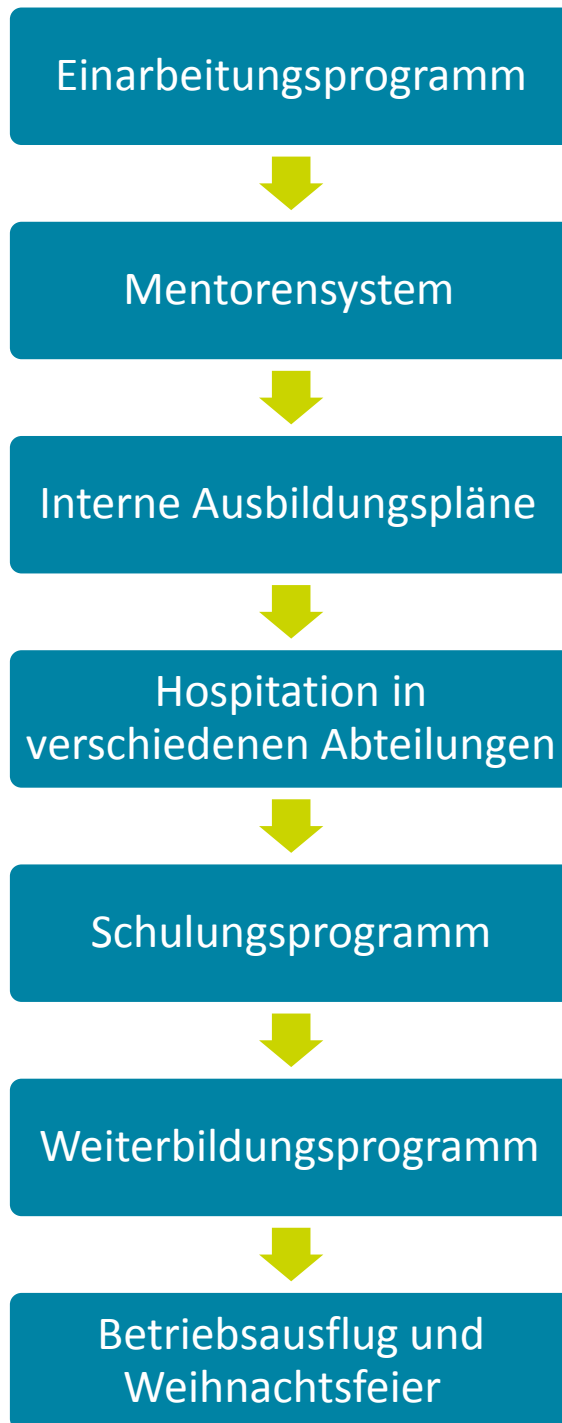 Einarbeitungsprogramm
Mentorensystem
Interne Ausbildungspläne
Hospitation in
verschiedenen Abteilungen
Schulungsprogramm
Weiterbildungsprogramm
Betriebsausflug und
Weihnachtsfeier